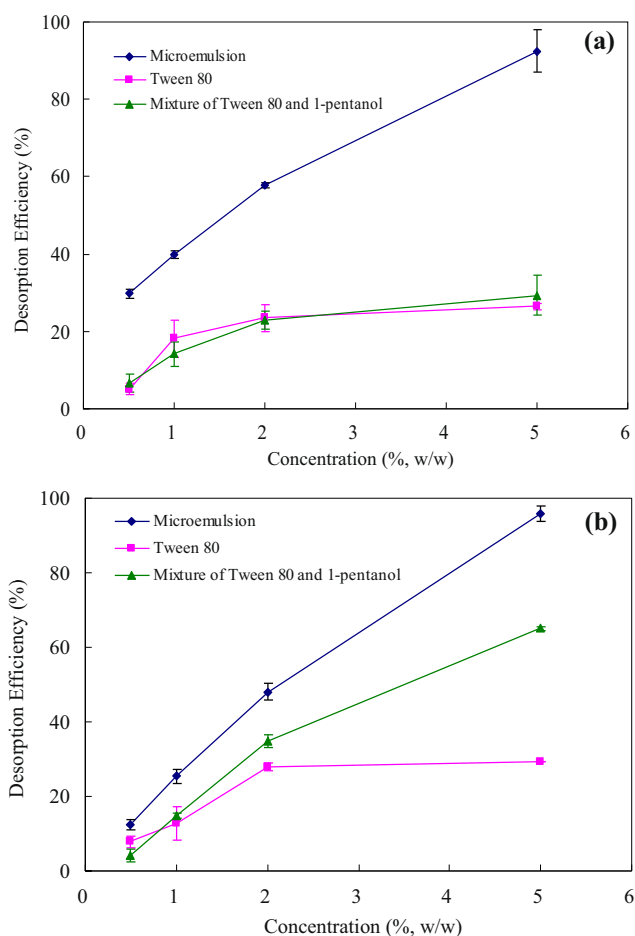 100
(a)
Microemulsion
Tween 80
80
Mixture of Tween 80 and 1-pentanol
60
40
20
0
Desorption Efficiency (%)
0 1 2 3 4 5 6
Concentration (%, w/w)
100
(b)
Microemulsion
80
Tween 80
Mixture of Tween 80 and 1-pentanol
60
40
20
0
Desorption Efficiency (%)
0 1 2 3 4 5 6
Concentration (%, w/w)